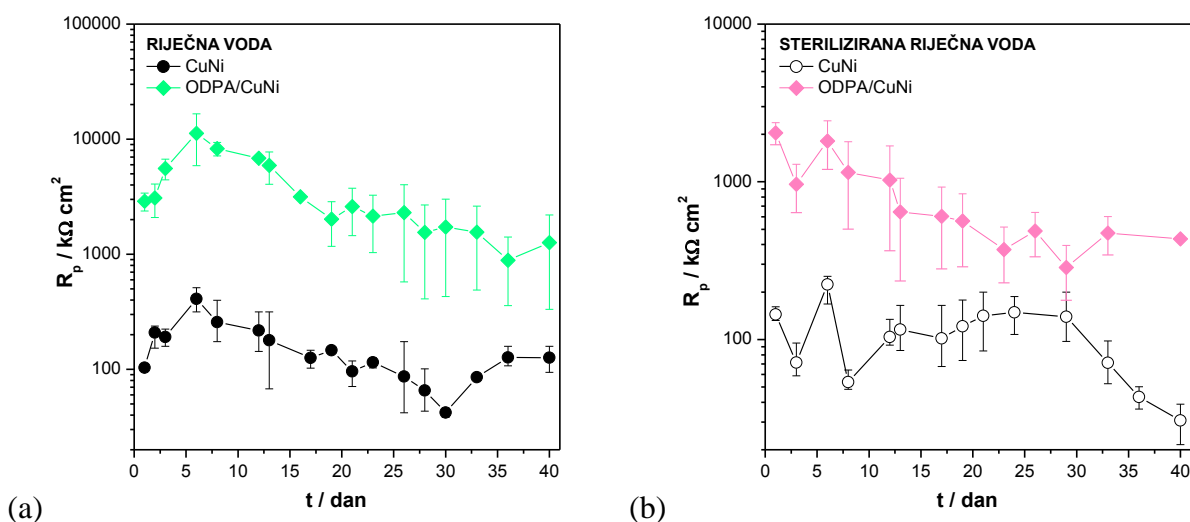 RIJEČNA VODA
CuNi
ODPA/CuNi
R_p / kΩ cm²
100000
10000
1000
100
0 5 10 15 20 25 30 35 40
t / dan
(a)
STERILIZIRANA RIJEČNA VODA
CuNi
ODPA/CuNi
R_p / kΩ cm²
10000
1000
100
0 5 10 15 20 25 30 35 40
t / dan
(b)